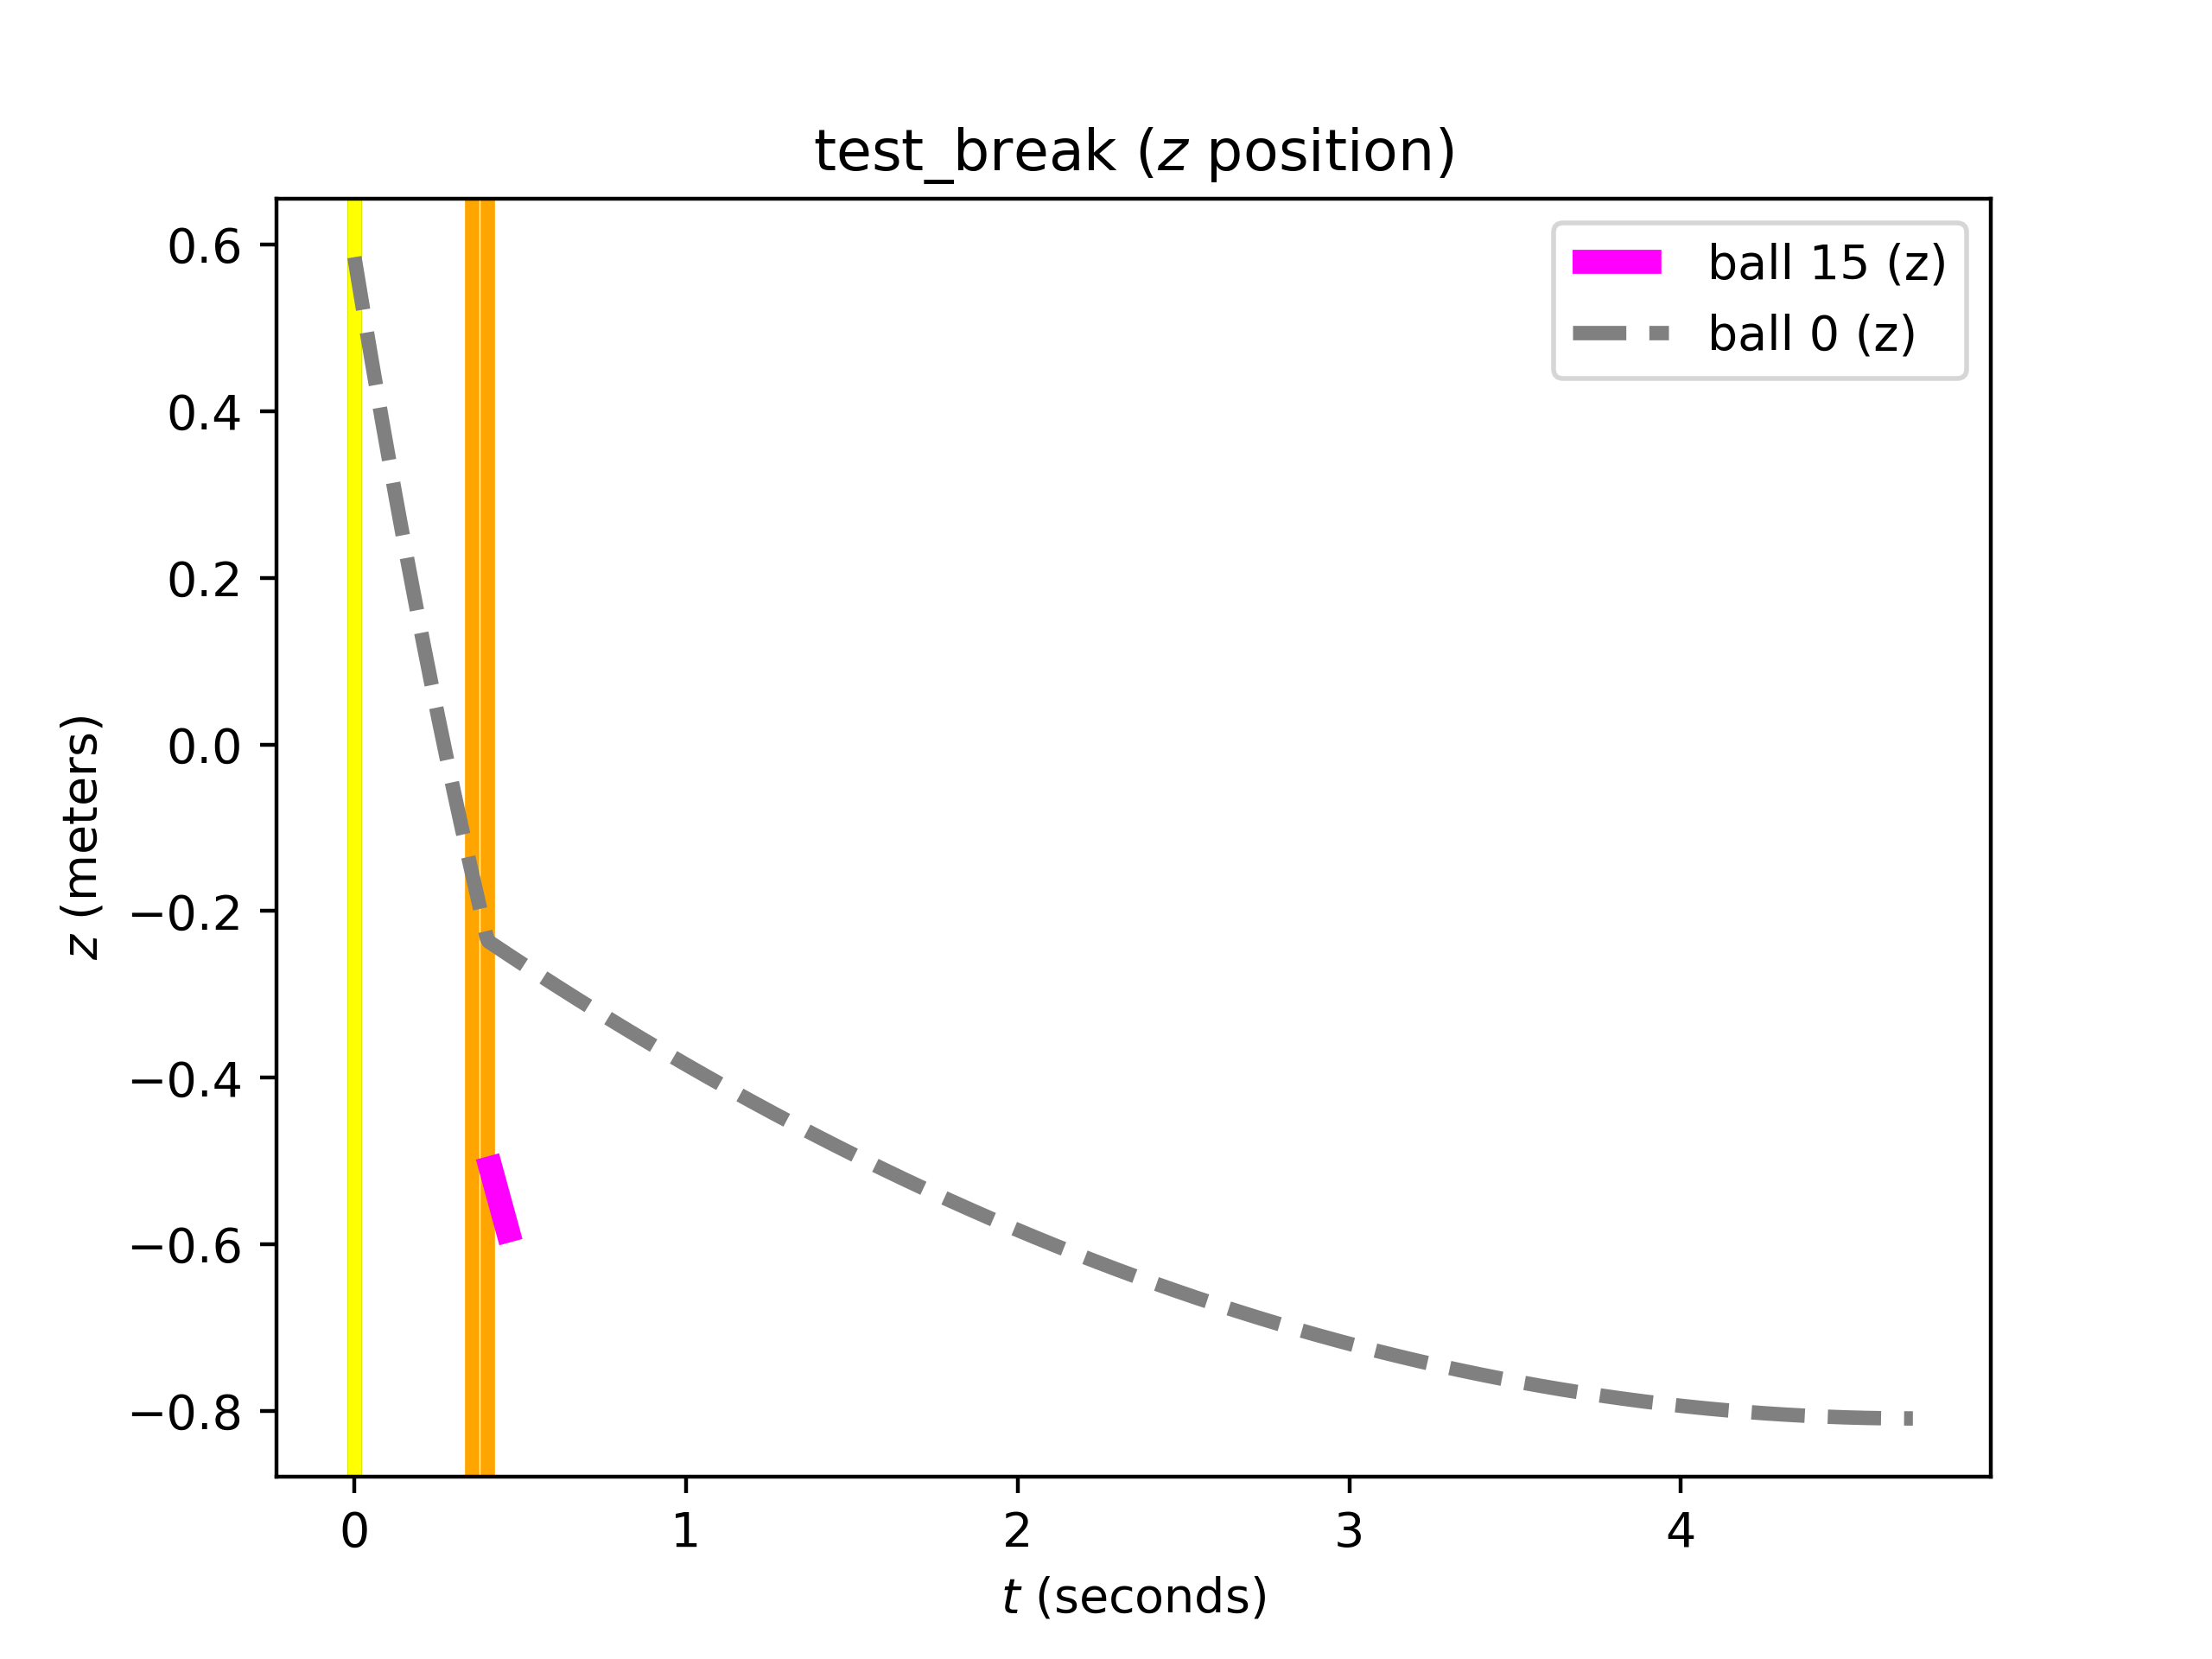 test_break (z position)
ball 15 (z)
ball 0 (z)
0.6
0.4
0.2
0.0
−0.2
−0.4
−0.6
−0.8
z (meters)
0 1 2 3 4
t (seconds)